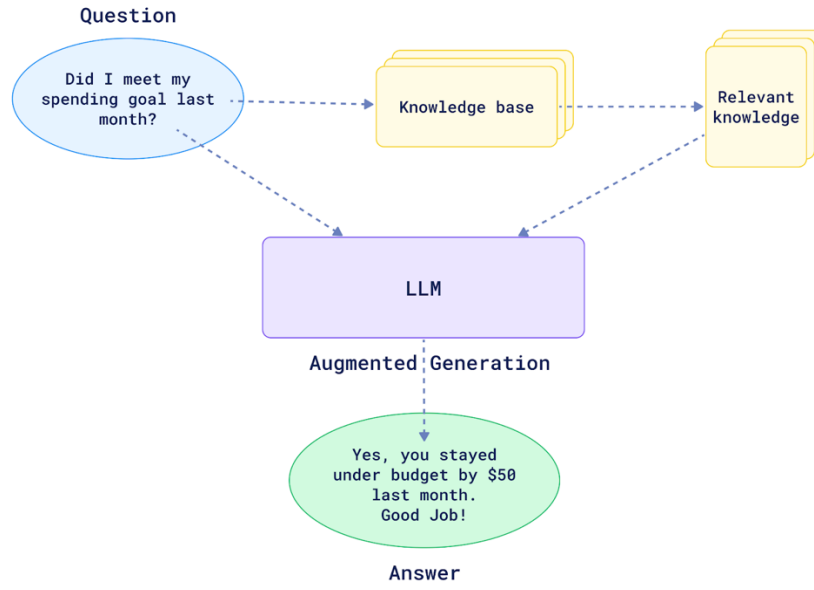 Question
Did I meet my
spending goal last
month?
Knowledge base
Relevant
knowledge
LLM
Augmented Generation
Yes, you stayed
under budget by $50
last month.
Good Job!
Answer